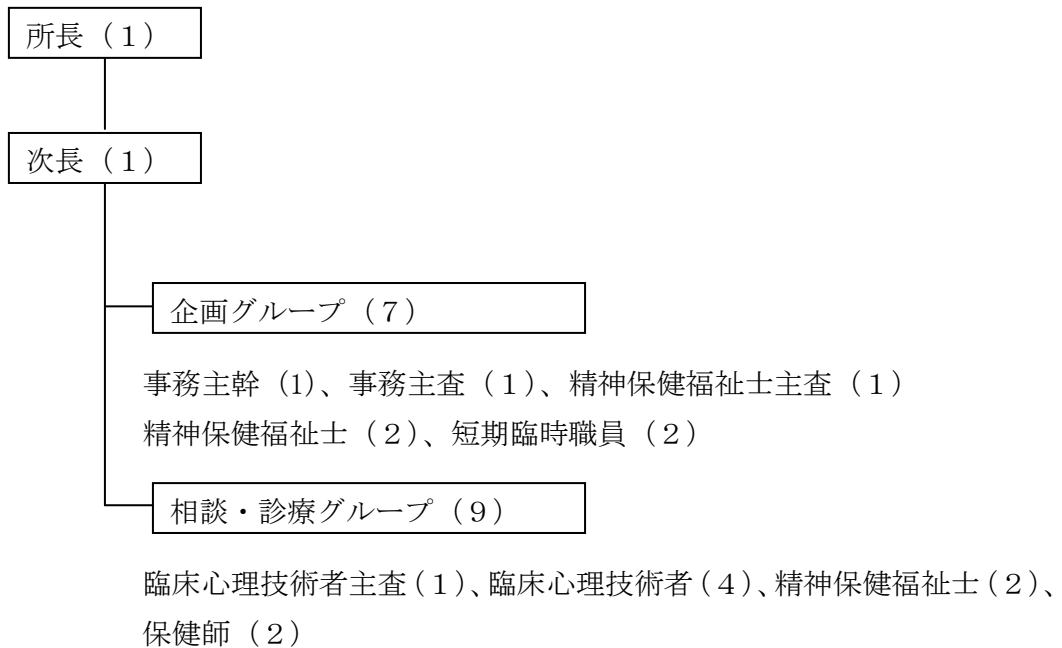 所長（１）
次長（１）
企画グループ（７）
事務主幹（1）、事務主査（１）、精神保健福祉士主査（１）
精神保健福祉士（２）、短期臨時職員（２）
相談・診療グループ（９）
臨床心理技術者主査（１）、臨床心理技術者（４）、精神保健福祉士（２）、
保健師（２）